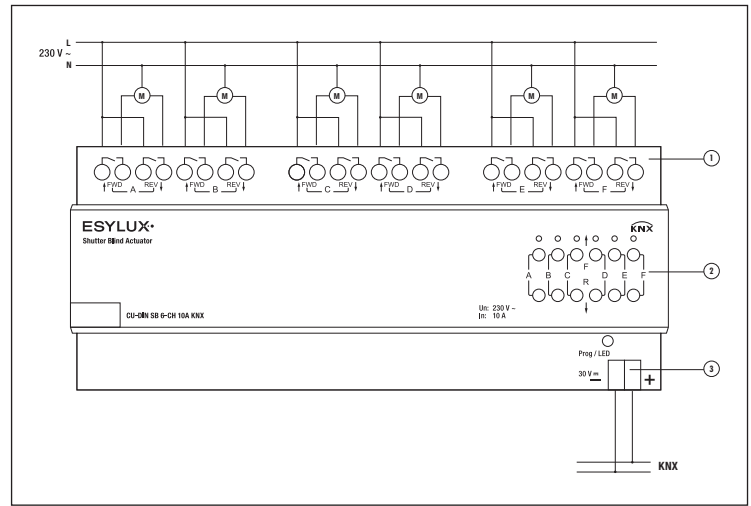 L
230 V ~
N
M M M M M M
1
FWD REV FWD REV FWD REV FWD REV FWD REV FWD REV
A B C D E F
ESYLUX
KNX
Shutter Blind Actuator
F
A B C D E F
2
R
CU-DIN SB 6-CH 10A KNX
Un: 230 V ~
In: 10 A
Prog / LED
3
30 V
− +
KNX